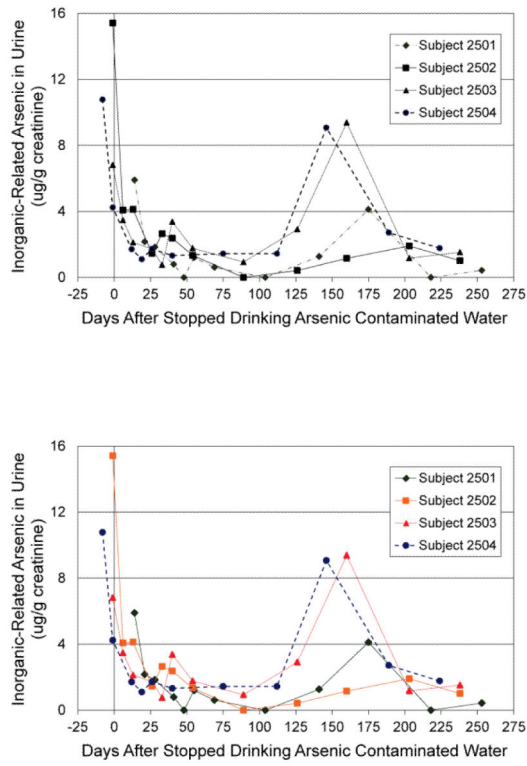 Inorganic-Related Arsenic in Urine
(ug/g creatinine)
16
12
8
4
0
Subject 2501
Subject 2502
Subject 2503
Subject 2504
-25 0 25 50 75 100 125 150 175 200 225 250 275
Days After Stopped Drinking Arsenic Contaminated Water
Inorganic-Related Arsenic in Urine
(ug/g creatinine)
16
12
8
4
0
Subject 2501
Subject 2502
Subject 2503
Subject 2504
-25 0 25 50 75 100 125 150 175 200 225 250 275
Days After Stopped Drinking Arsenic Contaminated Water